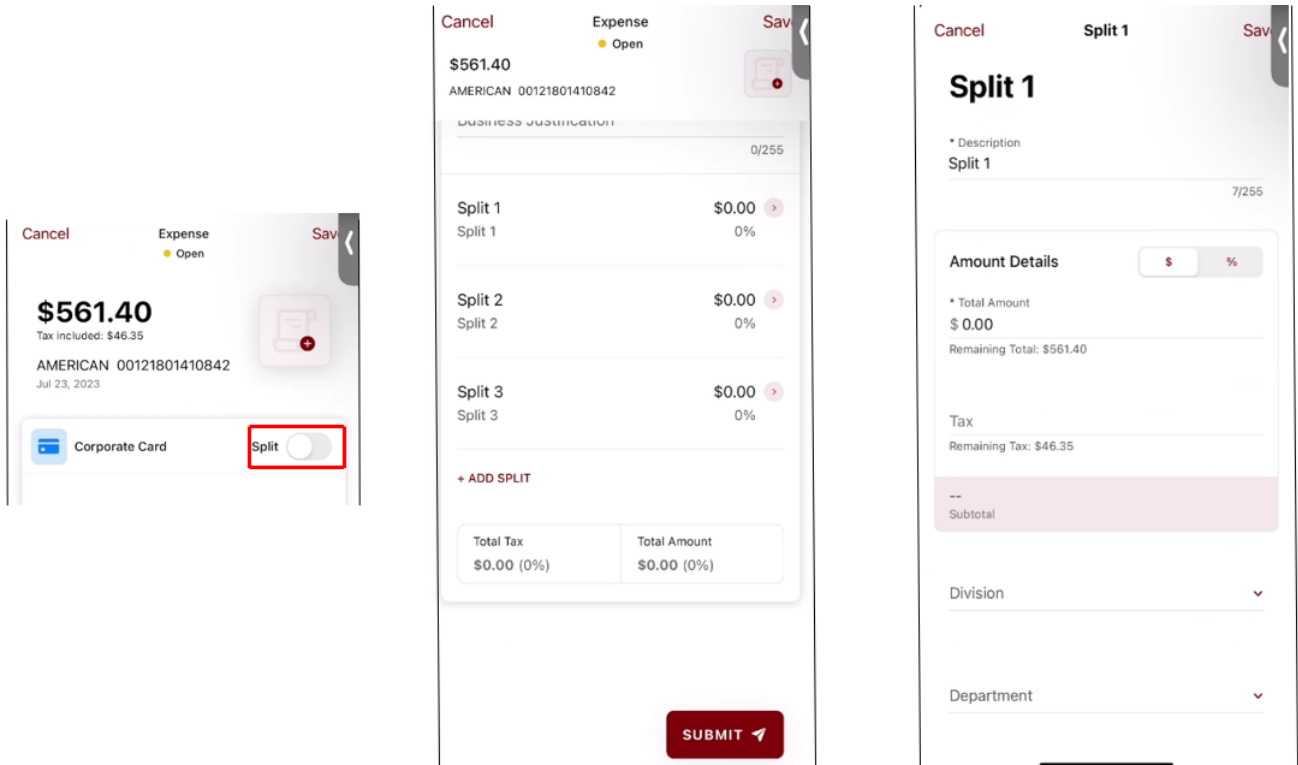 Cancel Expense Sav
Open
$561.40
Tax included: $46.35
AMERICAN 00121801410842
Jul 23, 2023
Corporate Card Split
Cancel Expense Sav
Open
$561.40
AMERICAN 00121801410842
Business Justification
0/255
Split 1 $0.00
Split 1 0%
Split 2 $0.00
Split 2 0%
Split 3 $0.00
Split 3 0%
+ ADD SPLIT
Total Tax Total Amount
$0.00 (0%) $0.00 (0%)
SUBMIT
Cancel Split 1 Save
Split 1
* Description
Split 1
7/255
Amount Details $ %
* Total Amount
$ 0.00
Remaining Total: $561.40
Tax
Remaining Tax: $46.35
--
Subtotal
Division
Department